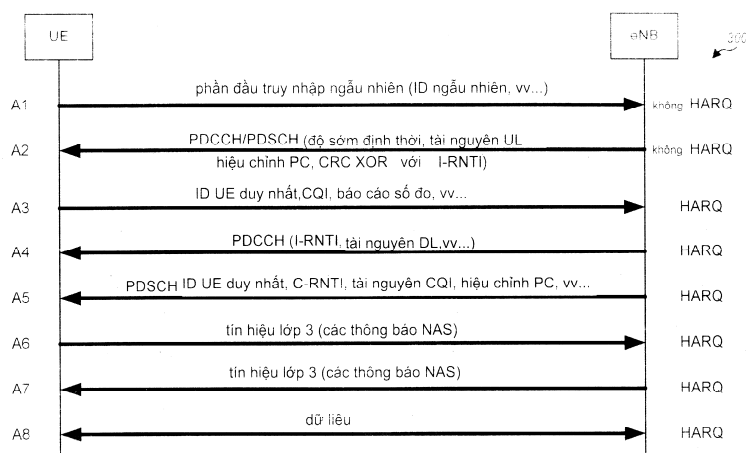 UE
eNB
300
A1
phần đầu truy nhập ngẫu nhiên (ID ngẫu nhiên, vv...)
không HARQ
A2
PDCCH/PDSCH (độ sớm định thời, tài nguyên UL
hiệu chỉnh PC, CRC XOR với I-RNTI)
không HARQ
A3
ID UE duy nhất,CQI, báo cáo số đo, vv...
HARQ
A4
PDCCH (I-RNTI, tài nguyên DL,vv...)
HARQ
A5
PDSCH ID UE duy nhất, C-RNTI, tài nguyên CQI, hiệu chỉnh PC, vv...
HARQ
A6
tín hiệu lớp 3 (các thông báo NAS)
HARQ
A7
tín hiệu lớp 3 (các thông báo NAS)
HARQ
A8
dữ liêu
HARQ